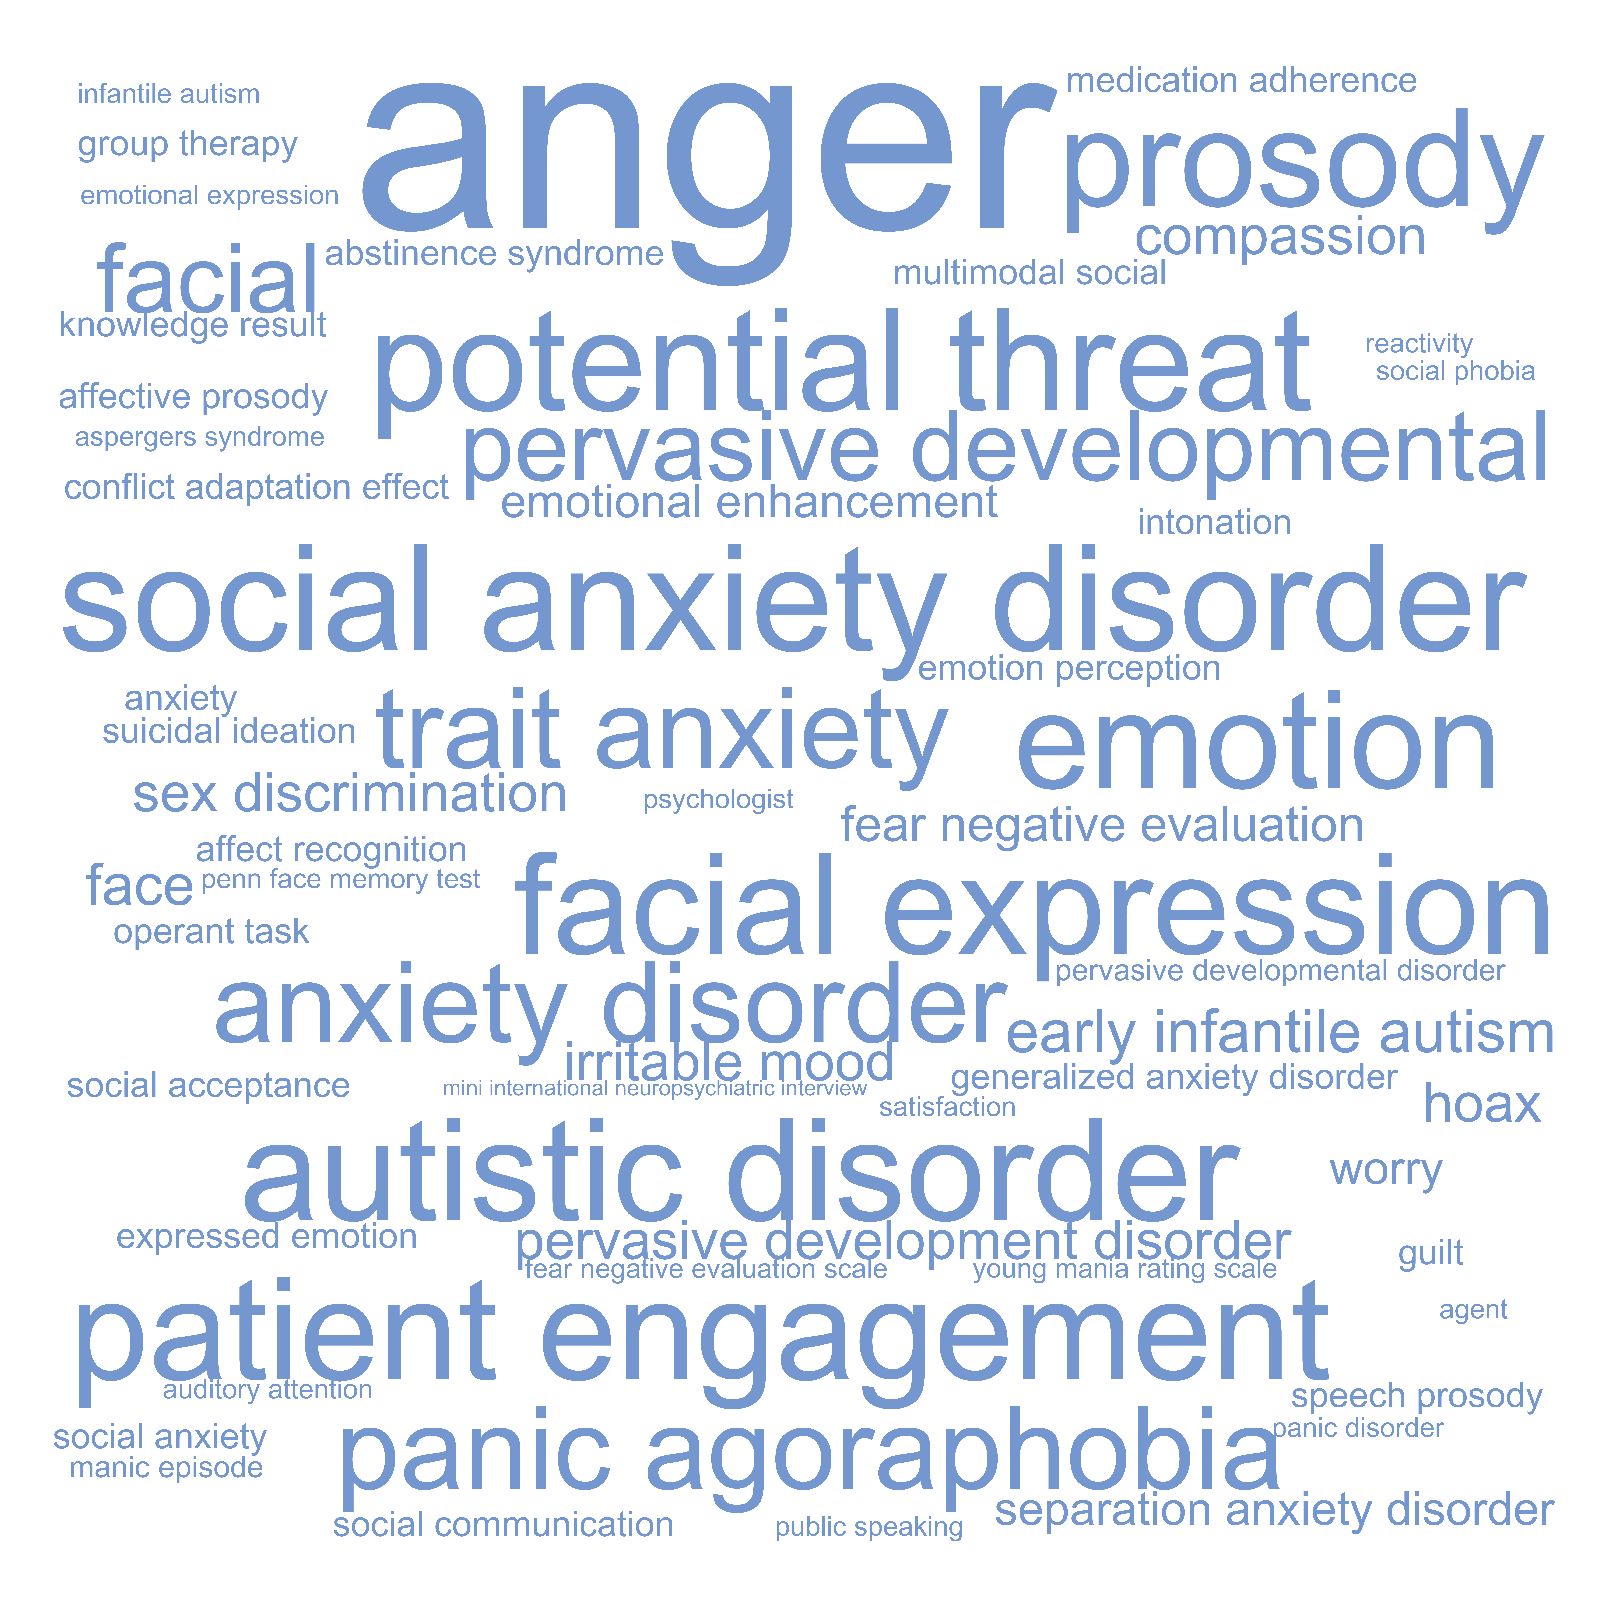 anger
medication adherence
infantile autism
prosody
group therapy
emotional expression
compassion
facial
abstinence syndrome
multimodal social
knowledge result
potential threat
reactivity
social phobia
affective prosody
aspergers syndrome
pervasive developmental
conflict adaptation effect
emotional enhancement
intonation
social anxiety disorder
emotion perception
anxiety
suicidal ideation
trait anxiety
emotion
sex discrimination
psychologist
fear negative evaluation
affect recognition
face
penn face memory test
facial expression
operant task
pervasive developmental disorder
anxiety disorder
early infantile autism
irritable mood
generalized anxiety disorder
social acceptance
mini international neuropsychiatric interview
satisfaction
hoax
autistic disorder
worry
expressed emotion
pervasive development disorder
guilt
fear negative evaluation scale
young mania rating scale
patient engagement
agent
auditory attention
speech prosody
social anxiety
panic agoraphobia
panic disorder
manic episode
separation anxiety disorder
social communication
public speaking